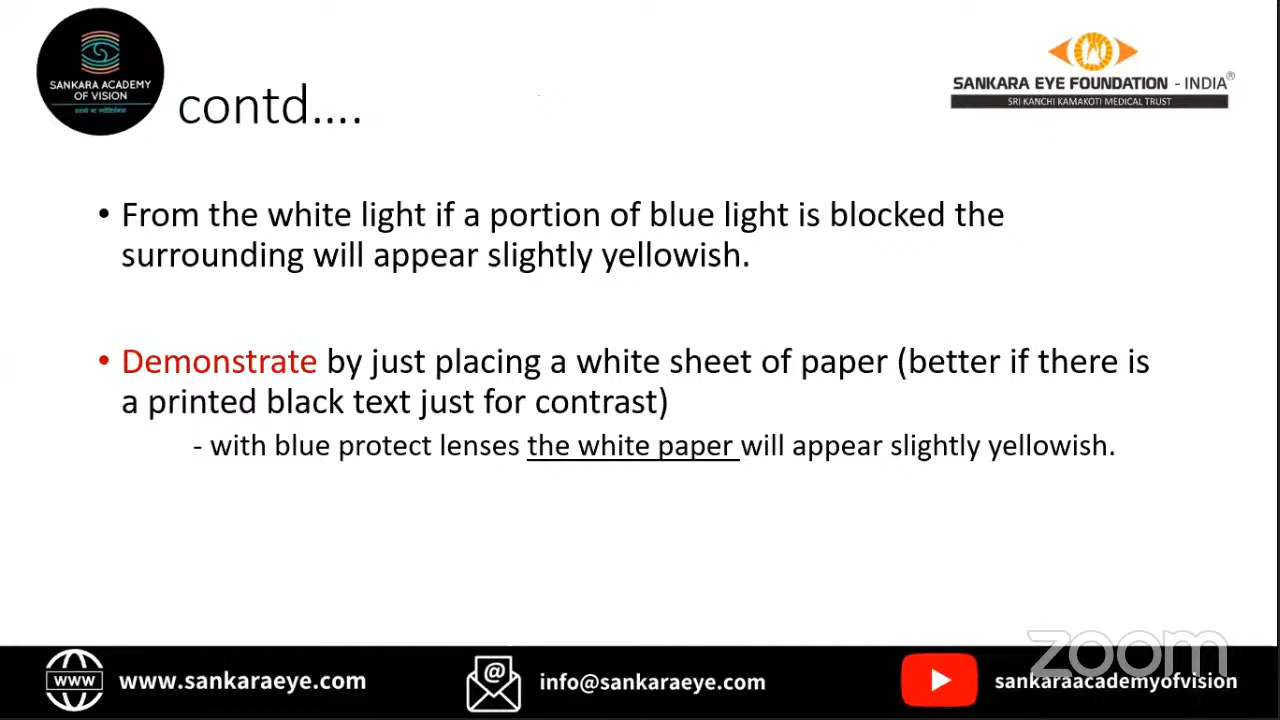 SANKARA ACADEMY
OF VISION
contd....
SANKARA EYE FOUNDATION - INDIA®
SRI KANCHI KAMAKOTI MEDICAL TRUST
• From the white light if a portion of blue light is blocked the
surrounding will appear slightly yellowish.
• Demonstrate by just placing a white sheet of paper (better if there is
a printed black text just for contrast)
- with blue protect lenses the white paper will appear slightly yellowish.
zoom
www
www.sankaraeye.com
@
info@sankaraeye.com
sankaraacademyofvision